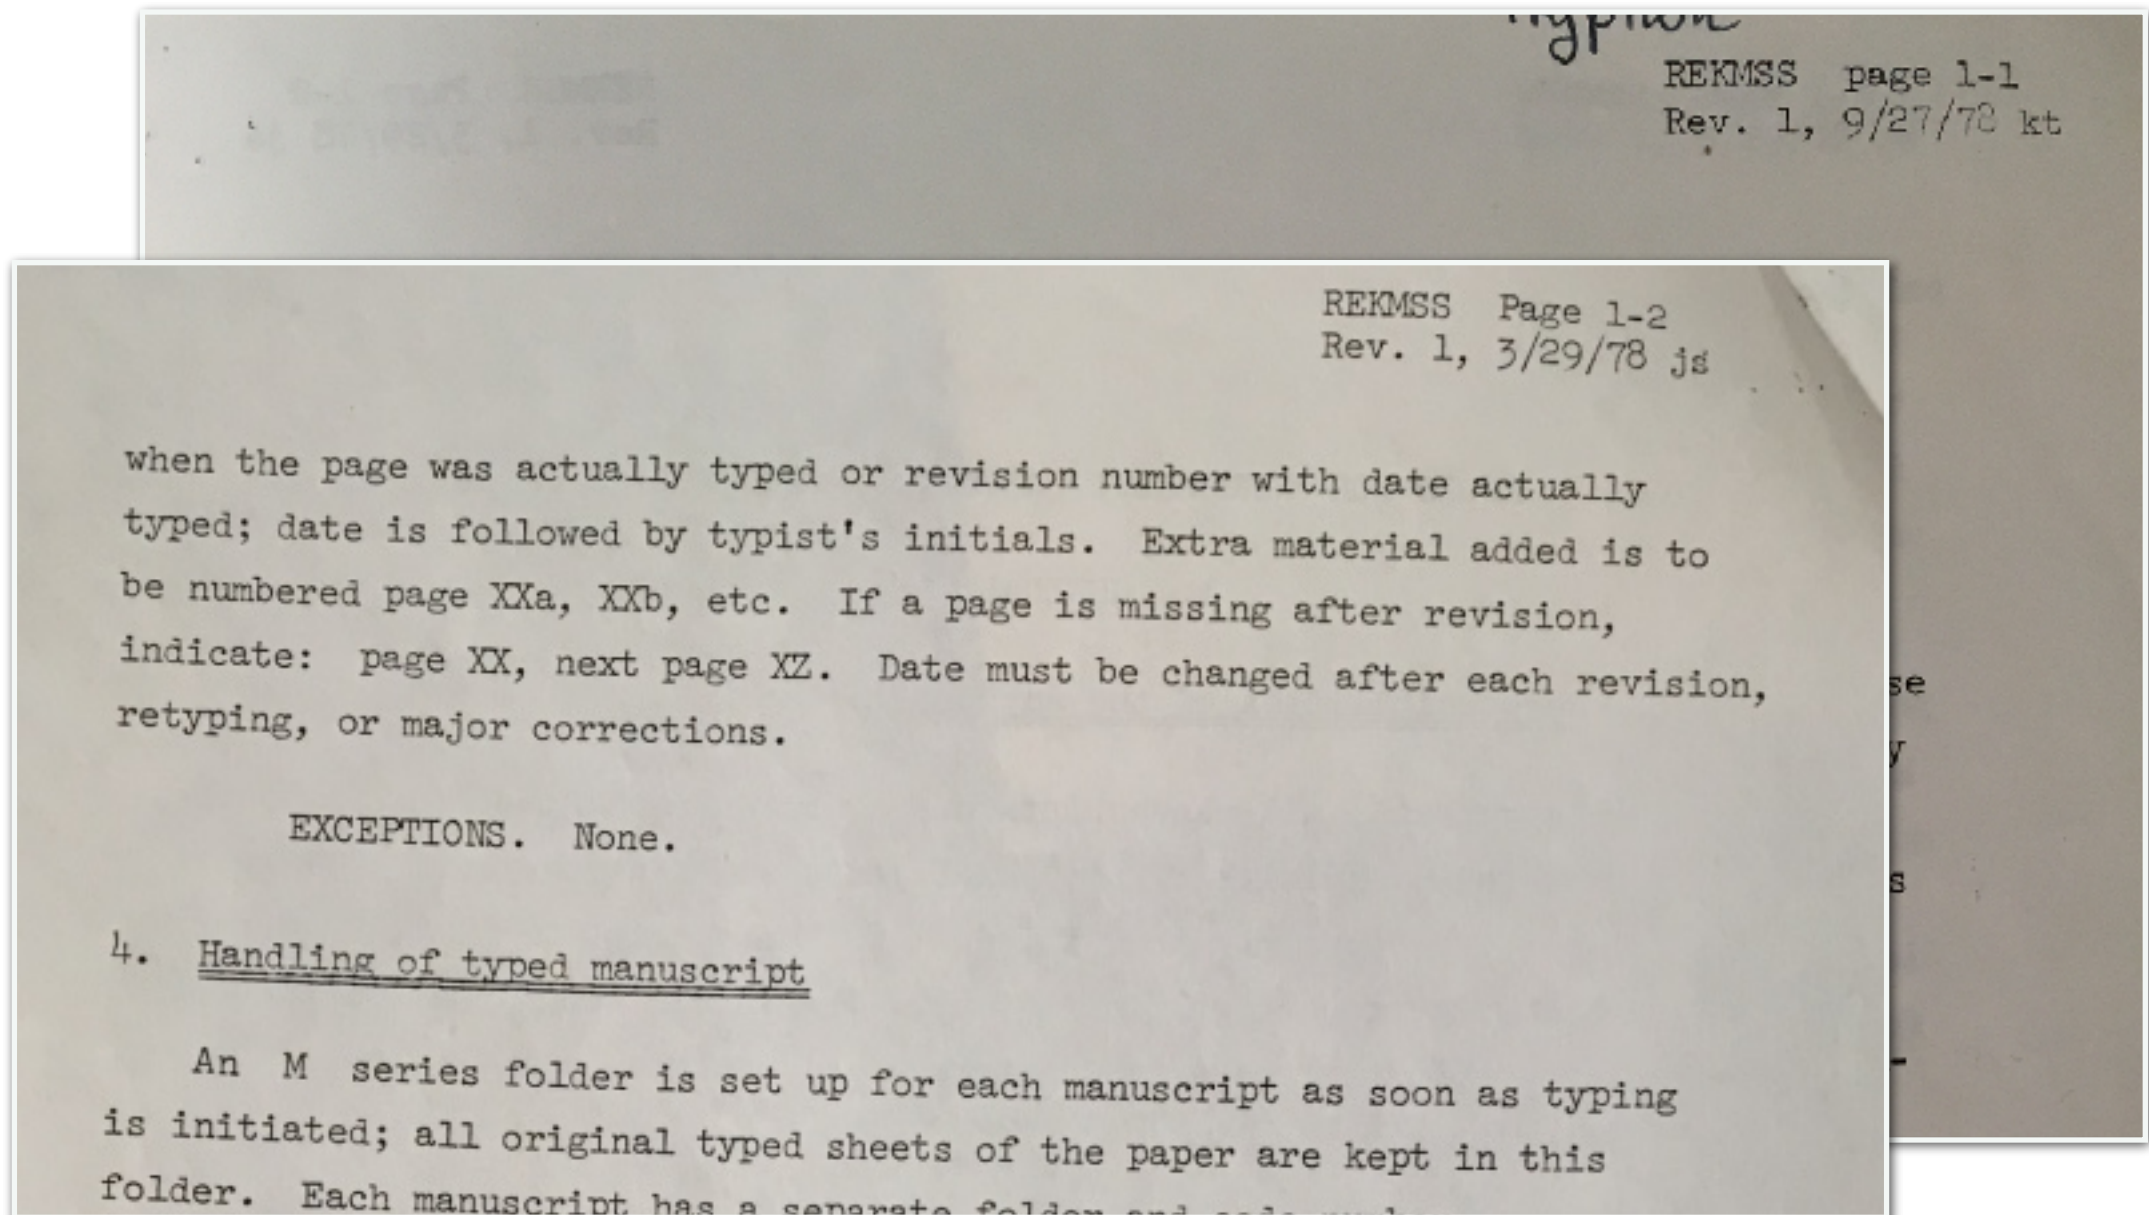 REKMSS page 1-1
Rev. 1, 9/27/78 kt
REKMSS Page 1-2
Rev. 1, 3/29/78 js
when the page was actually typed or revision number with date actually
typed; date is followed by typist's initials. Extra material added is to
be numbered page XXa, XXb, etc. If a page is missing after revision,
indicate: page XX, next page XZ. Date must be changed after each revision,
retyping, or major corrections.
EXCEPTIONS. None.
4. Handling of typed manuscript
An M series folder is set up for each manuscript as soon as typing
is initiated; all original typed sheets of the paper are kept in this
folder. Each manuscript has a separate folder and code
se
y
s
-